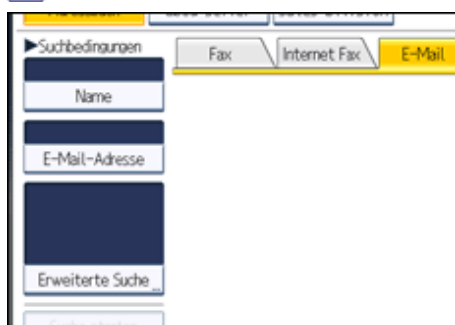 ▶Suchbedingungen
Fax
Internet Fax
E-Mail
Name
E-Mail-Adresse
Erweiterte Suche